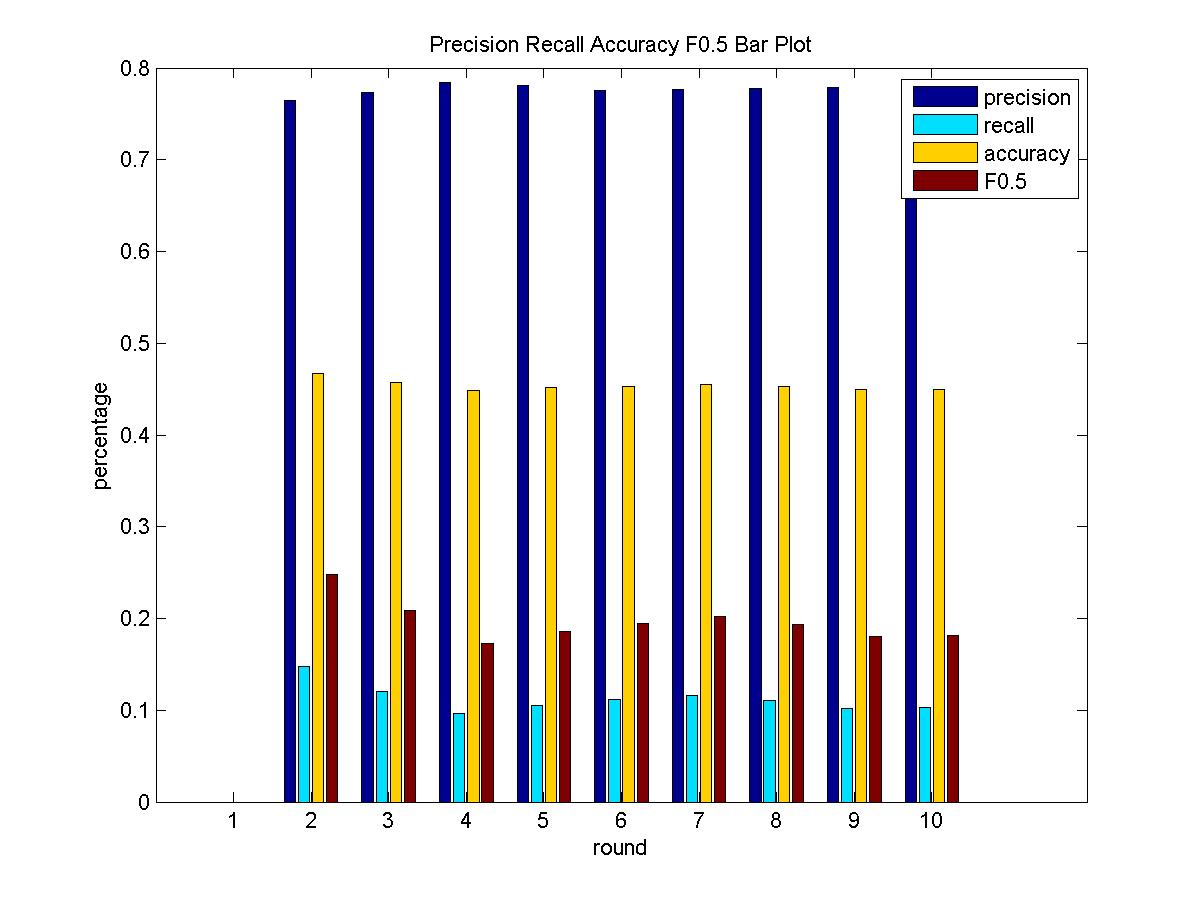 Precision Recall Accuracy F0.5 Bar Plot
0.8
0.7
0.6
0.5
0.4
0.3
0.2
0.1
0
percentage
precision
recall
accuracy
F0.5
1 2 3 4 5 6 7 8 9 10
round